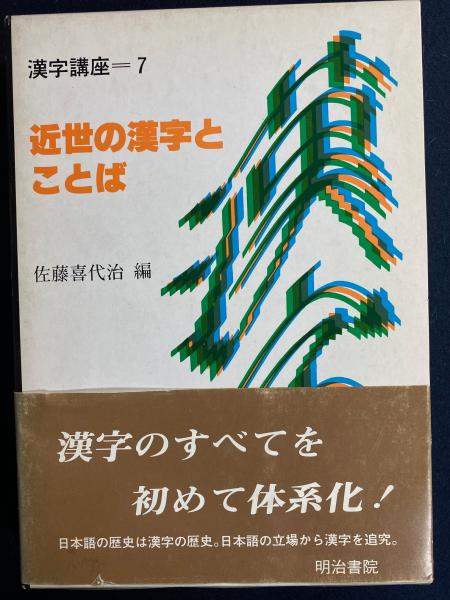 漢字講座=7
近世の漢字と
ことば
佐藤喜代治 編
漢字のすべてを
初めて体系化!
日本語の歴史は漢字の歴史。日本語の立場から漢字を追究。
明治書院